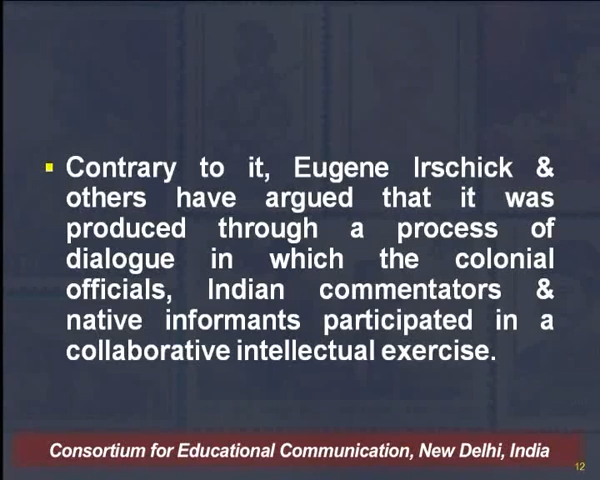 Contrary to it, Eugene Irschick &
others have argued that it was
produced through a process of
dialogue in which the colonial
officials, Indian commentators &
native informants participated in a
collaborative intellectual exercise.
Consortium for Educational Communication, New Delhi, India
12